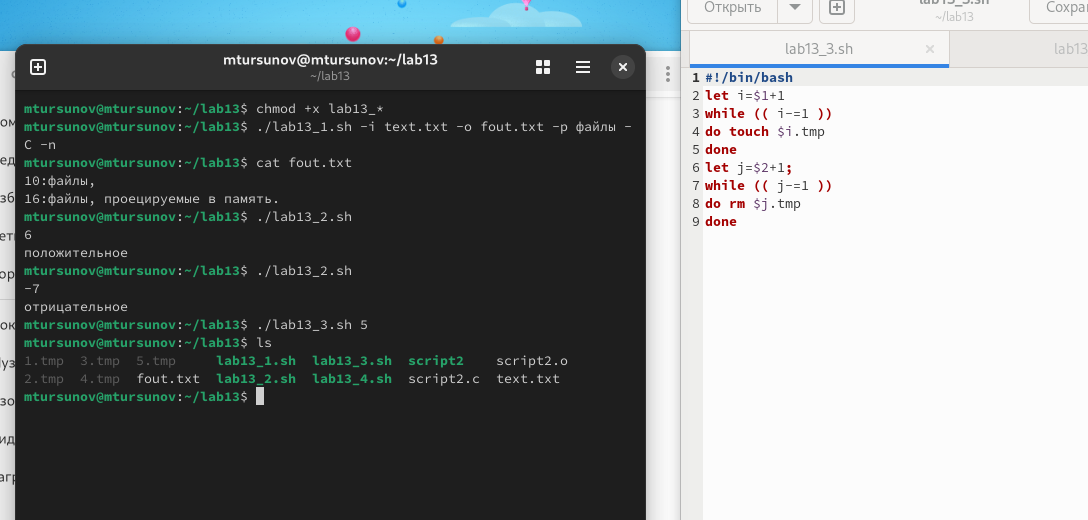 Открыть
~/lab13
lab13_3.sh
mtursunov@mtursunov:~/lab13
~/lab13
mtursunov@mtursunov:~/lab13$ chmod +x lab13_*
mtursunov@mtursunov:~/lab13$ ./lab13_1.sh -i text.txt -o fout.txt -p файлы -
C -n
mtursunov@mtursunov:~/lab13$ cat fout.txt
10:файлы,
16:файлы, проецируемые в память.
mtursunov@mtursunov:~/lab13$ ./lab13_2.sh
6
положительное
mtursunov@mtursunov:~/lab13$ ./lab13_2.sh
-7
отрицательное
mtursunov@mtursunov:~/lab13$ ./lab13_3.sh 5
mtursunov@mtursunov:~/lab13$ ls
1.tmp 3.tmp 5.tmp lab13_1.sh lab13_3.sh script2 script2.o
2.tmp 4.tmp fout.txt lab13_2.sh lab13_4.sh script2.c text.txt
mtursunov@mtursunov:~/lab13$
1 #!/bin/bash
2 let i=$1+1
3 while (( i-=1 ))
4 do touch $i.tmp
5 done
6 let j=$2+1;
7 while (( j-=1 ))
8 do rm $j.tmp
9 done